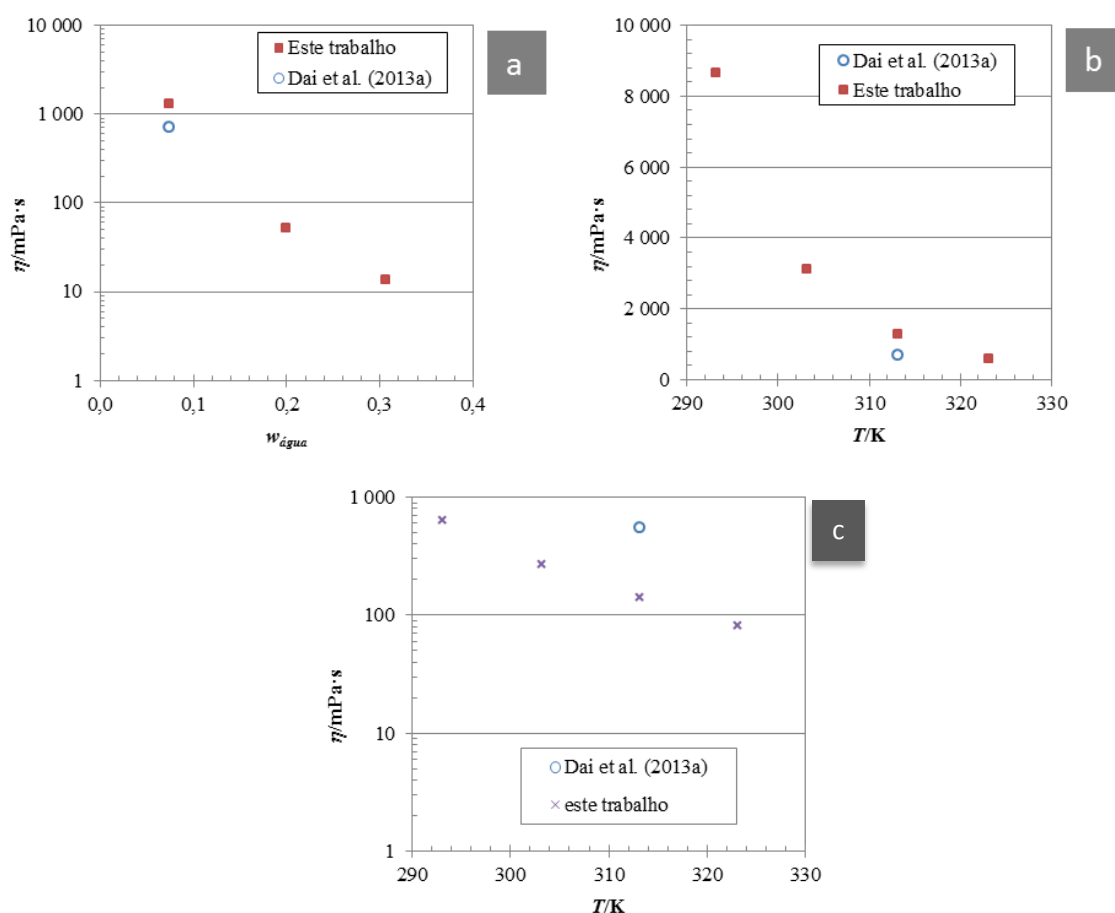 10 000
1 000
100
10
1
η/mPa·s
0,0 0,1 0,2 0,3 0,4
w água
Este trabalho
Dai et al. (2013a)
a
10 000
8 000
6 000
4 000
2 000
0
η/mPa·s
290 300 310 320 330
T/K
Dai et al. (2013a)
Este trabalho
b
1 000
100
10
1
η/mPa·s
290 300 310 320 330
T/K
Dai et al. (2013a)
este trabalho
c